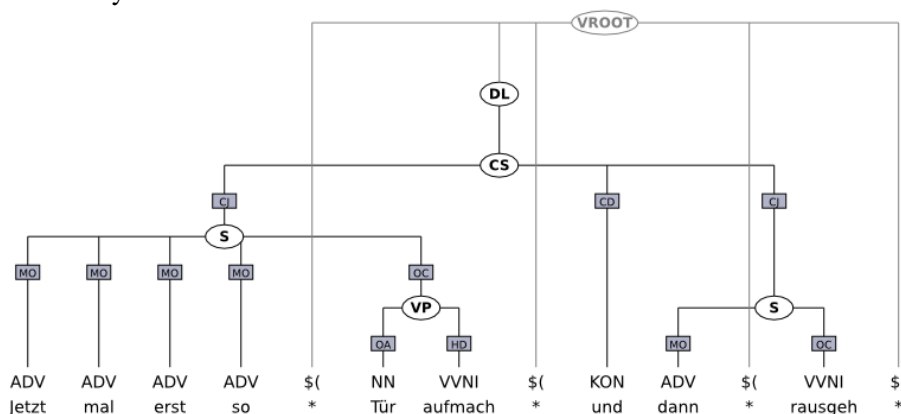 VROOT
DL
CS
CJ CD CJ
S
MO MO MO MO OC
VP S
OA HD MO OC
ADV ADV ADV ADV $( NN VVNI $( KON ADV $( VVNI $
Jetzt mal erst so * Tür aufmach * und dann * rausgeh *